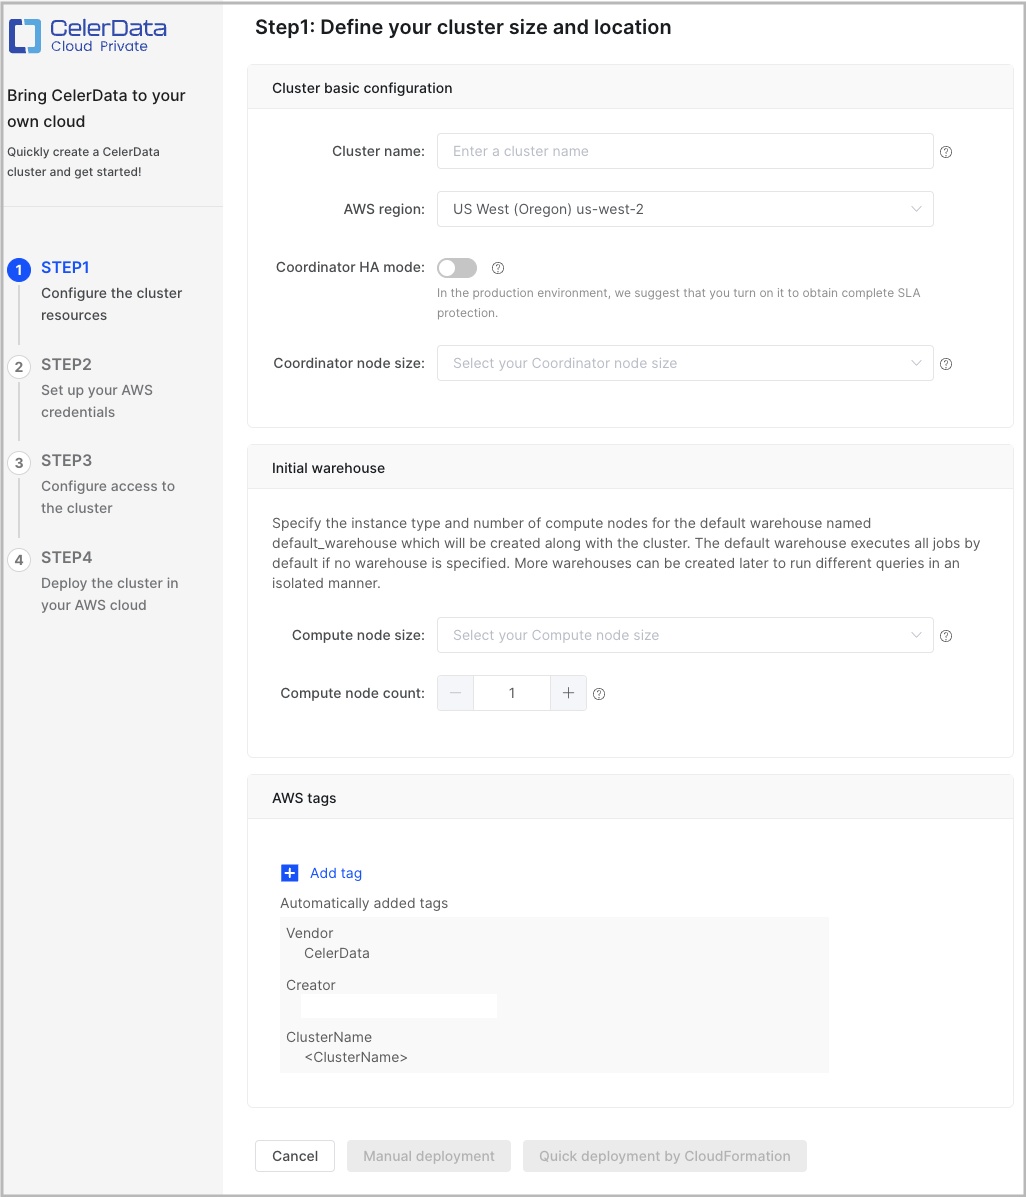 CelerData
Cloud Private
Bring CelerData to your
own cloud
Quickly create a CelerData
cluster and get started!
1
STEP1
Configure the cluster
resources
2
STEP2
Set up your AWS
credentials
3
STEP3
Configure access to
the cluster
4
STEP4
Deploy the cluster in
your AWS cloud
Step1: Define your cluster size and location
Cluster basic configuration
Cluster name: Enter a cluster name ?
AWS region: US West (Oregon) us-west-2
Coordinator HA mode: ?
In the production environment, we suggest that you turn on it to obtain complete SLA
protection.
Coordinator node size: Select your Coordinator node size ?
Initial warehouse
Specify the instance type and number of compute nodes for the default warehouse named
default_warehouse which will be created along with the cluster. The default warehouse executes all jobs by
default if no warehouse is specified. More warehouses can be created later to run different queries in an
isolated manner.
Compute node size: Select your Compute node size ?
Compute node count: − 1 + ?
AWS tags
+ Add tag
Automatically added tags
Vendor
CelerData
Creator
ClusterName
<ClusterName>
Cancel Manual deployment Quick deployment by CloudFormation